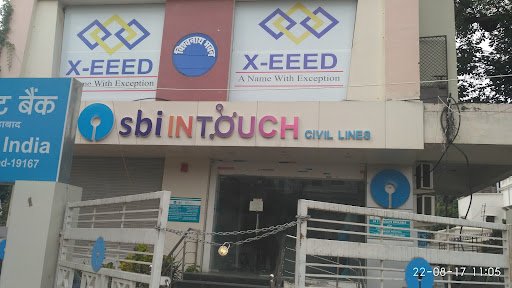 X-EEED
A Name With Exception
X-EEED
A Name With Exception
sbi INTOUCH CIVIL LINES
बैंक
India
-19167
22-08-17 11:05